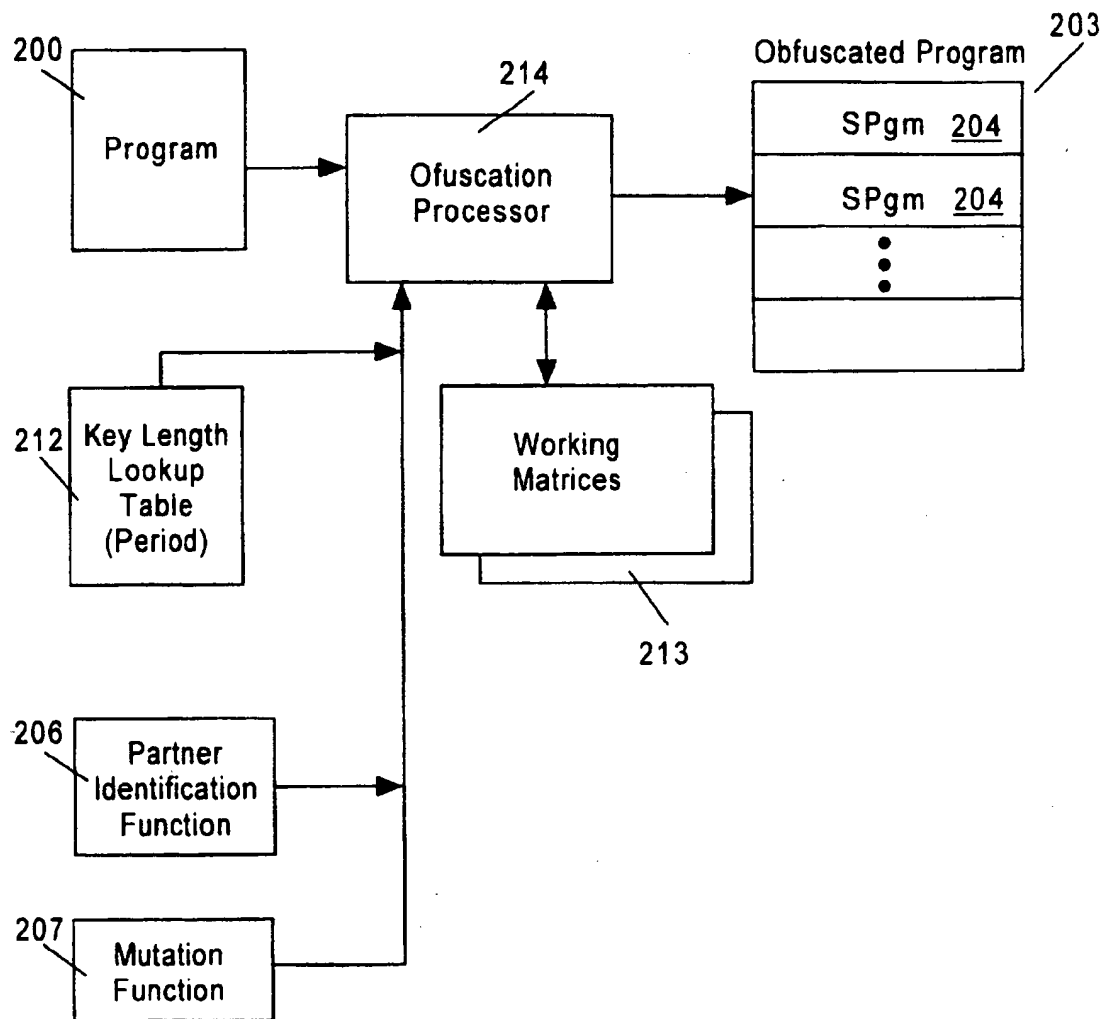 200
Program
214
Ofuscation
Processor
203
Obfuscated Program
SPgm 204
SPgm 204
212
Key Length
Lookup
Table
(Period)
Working
Matrices
213
206
Partner
Identification
Function
207
Mutation
Function